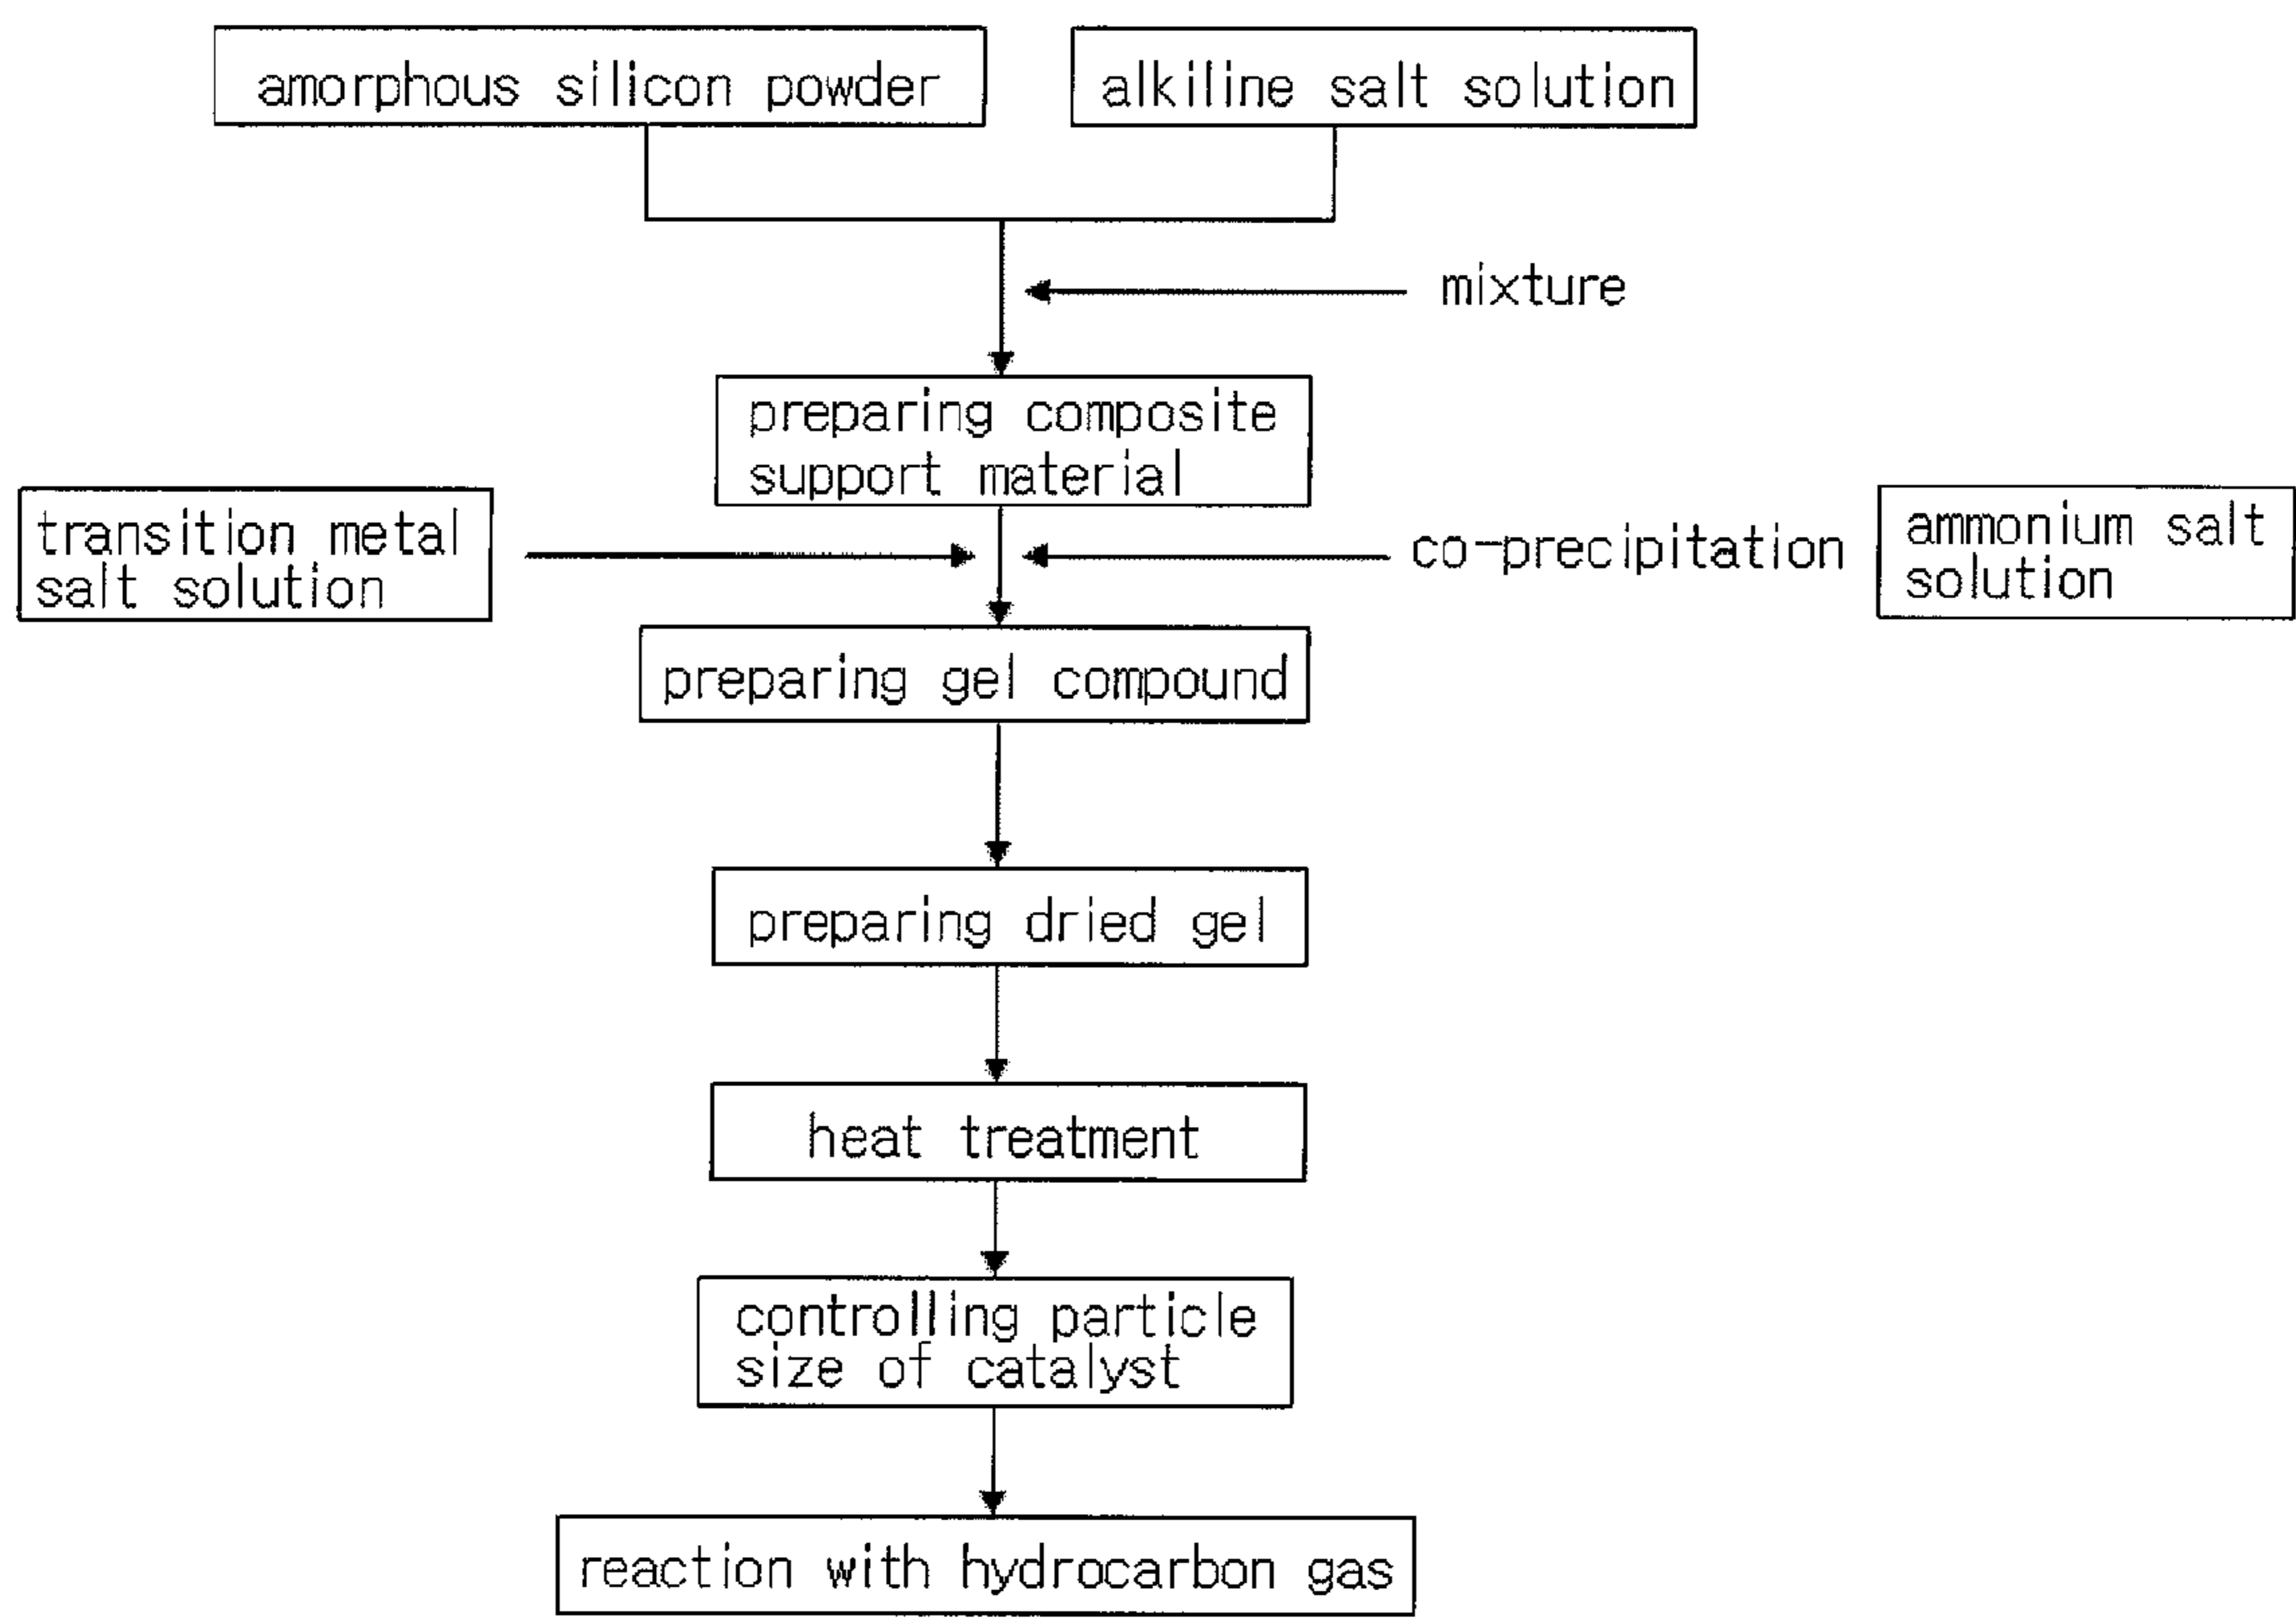 amorphous silicon powder
alkiline salt solution
mixture
preparing composite
support material
transition metal
salt solution
co-precipitation
ammonium salt
solution
preparing gel compound
preparing dried gel
heat treatment
controlling particle
size of catalyst
reaction with hydrocarbon gas